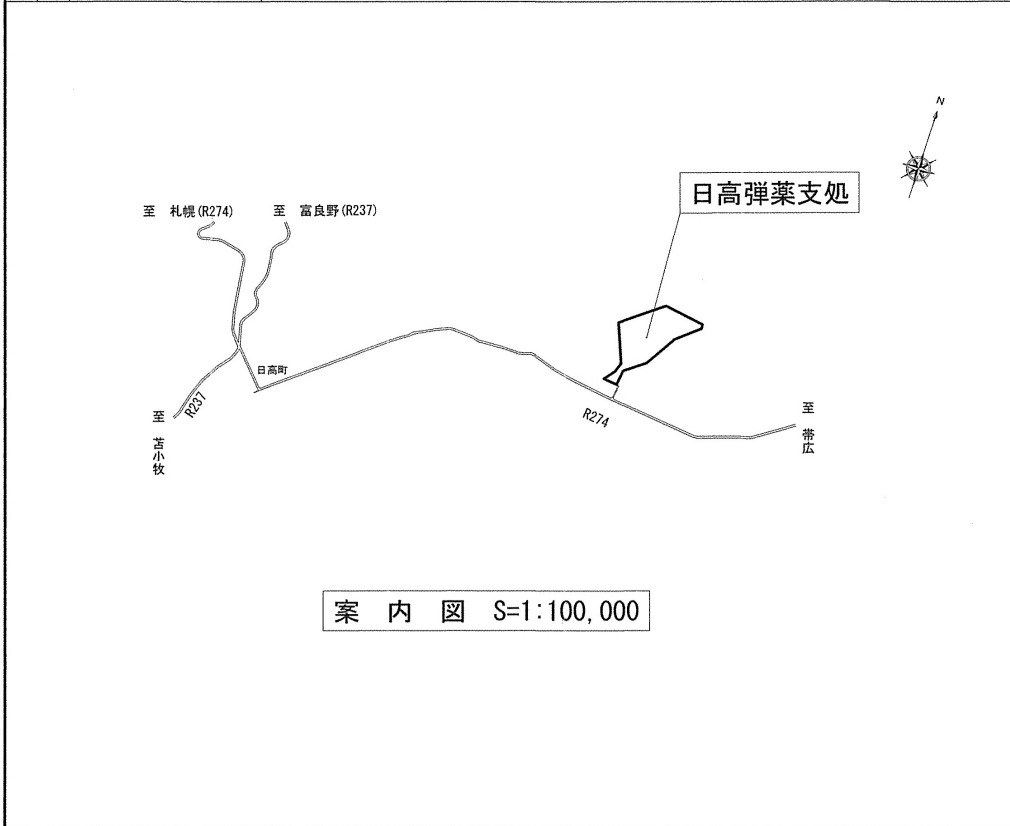 N
日高弾薬支処
至 札幌(R274)
至 富良野(R237)
日高町
R237
至 苫小牧
R274
至 帯広
案 内 図 S=1:100,000